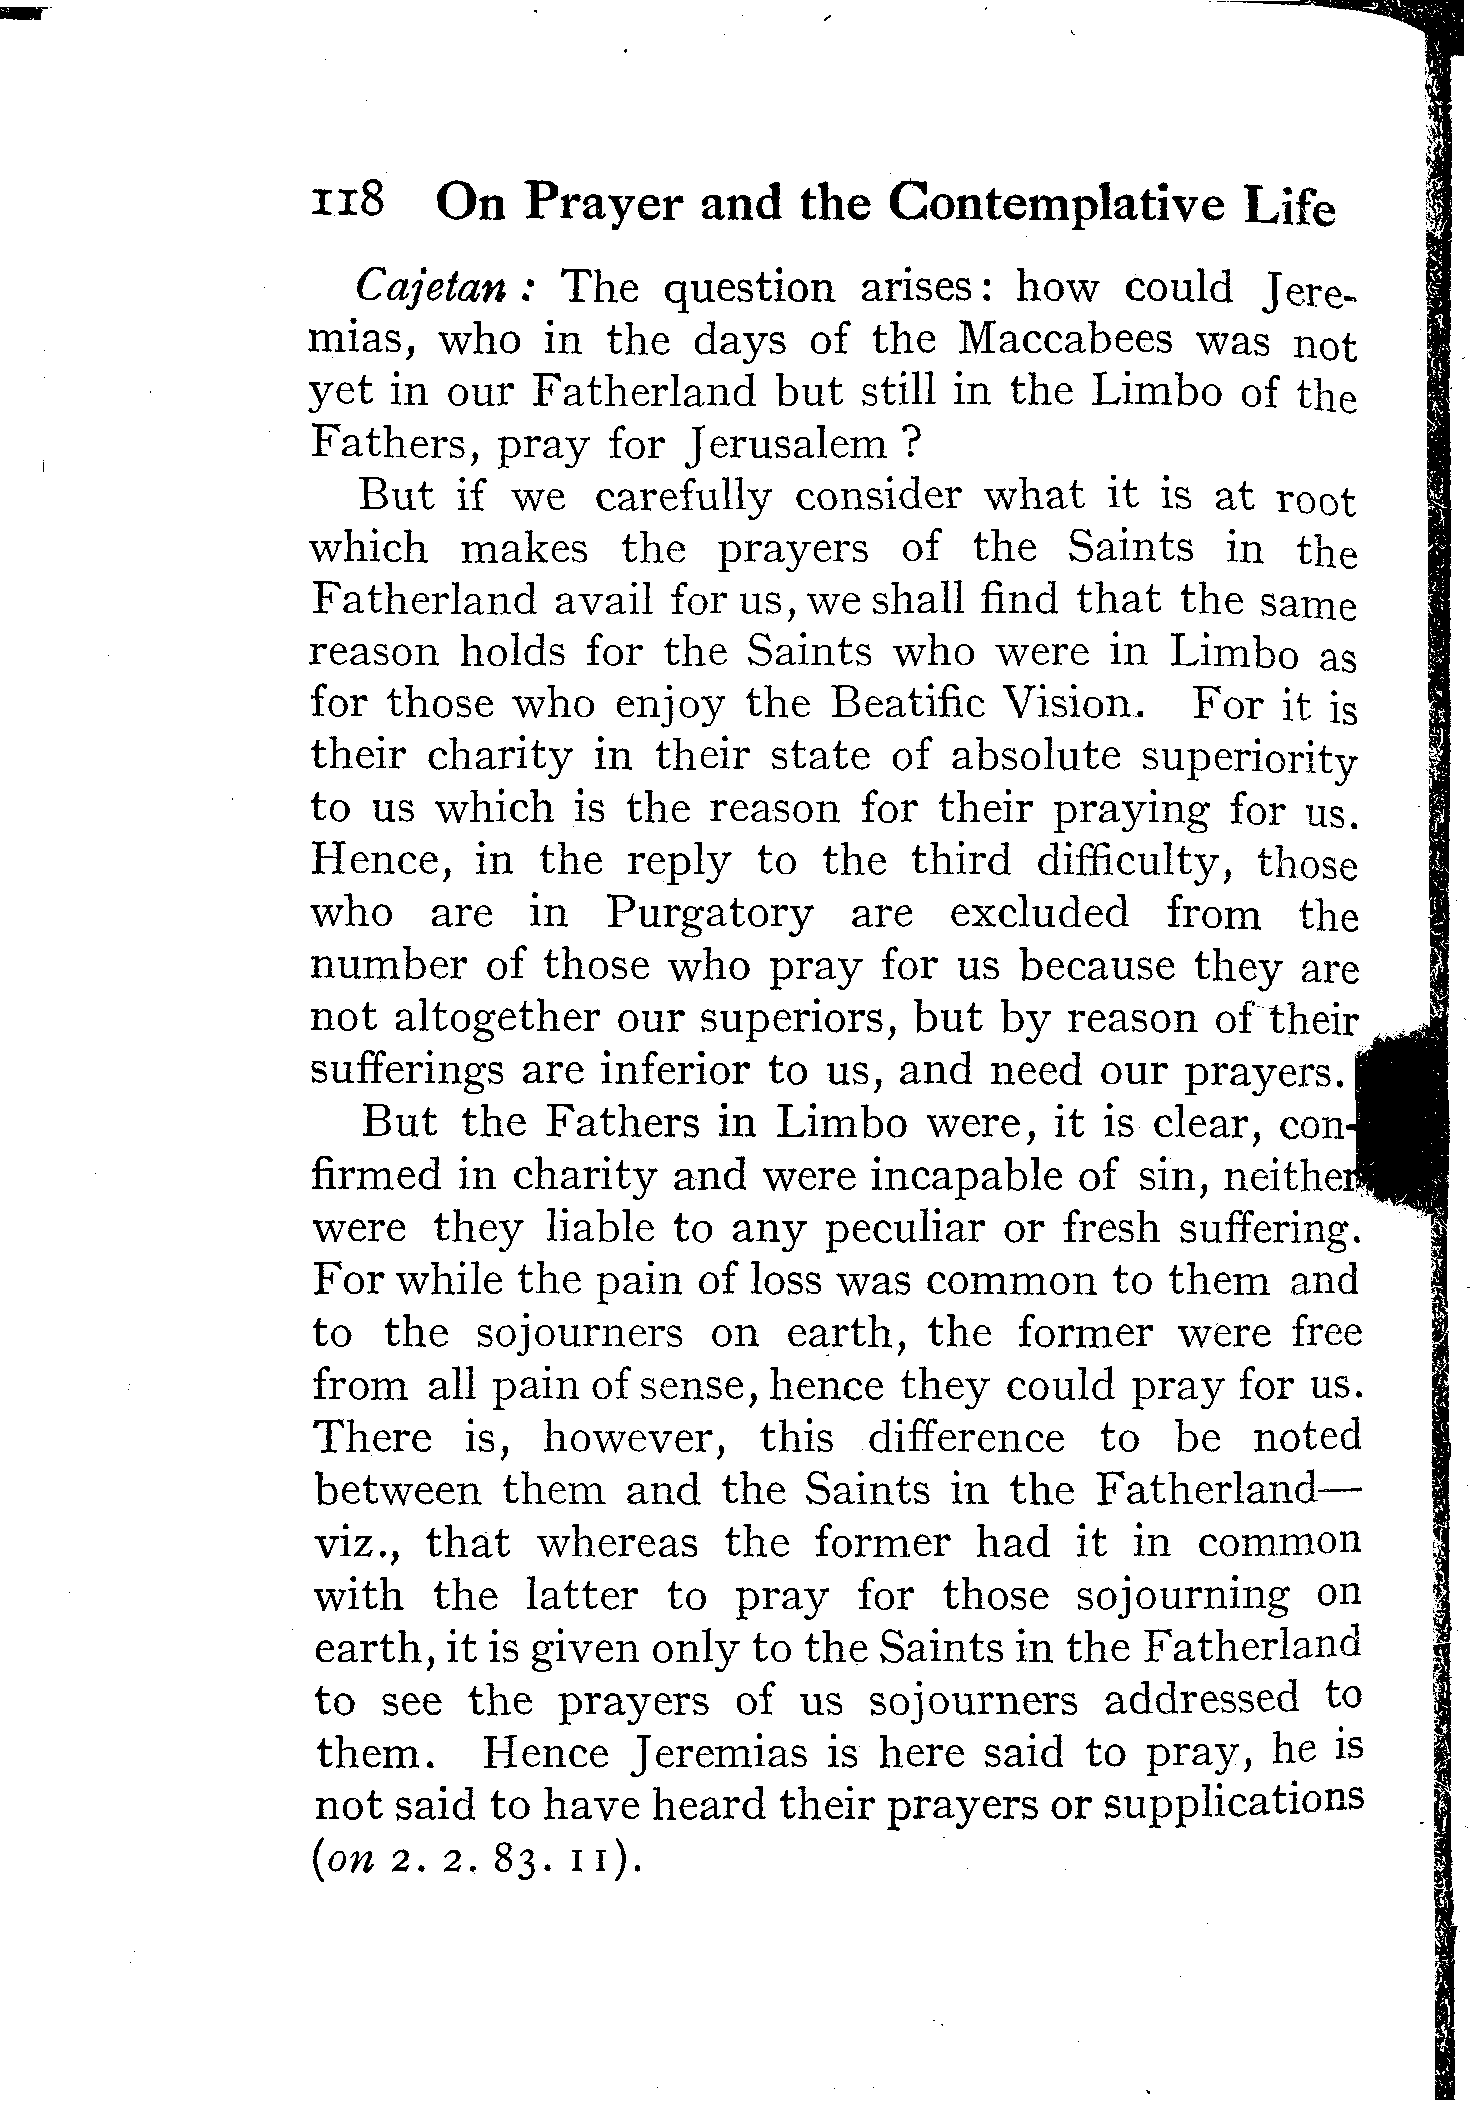 118 On Prayer and the Contemplative Life
Cajetan : The question arises: how could Jere-
mias, who in the days of the Maccabees was not
yet in our Fatherland but still in the Limbo of the
Fathers, pray for Jerusalem ?
But if we carefully consider what it is at root
which makes the prayers of the Saints in the
Fatherland avail for us, we shall find that the same
reason holds for the Saints who were in Limbo as
for those who enjoy the Beatific Vision. For it is
their charity in their state of absolute superiority
to us which is the reason for their praying for us.
Hence, in the reply to the third difficulty, those
who are in Purgatory are excluded from the
number of those who pray for us because they are
not altogether our superiors, but by reason of their
sufferings are inferior to us, and need our prayers.
But the Fathers in Limbo were, it is clear, con-
firmed in charity and were incapable of sin, neither
were they liable to any peculiar or fresh suffering.
For while the pain of loss was common to them and
to the sojourners on earth, the former were free
from all pain of sense, hence they could pray for us.
There is, however, this difference to be noted
between them and the Saints in the Fatherland—
viz., that whereas the former had it in common
with the latter to pray for those sojourning on
earth, it is given only to the Saints in the Fatherland
to see the prayers of us sojourners addressed to
them. Hence Jeremias is here said to pray, he is
not said to have heard their prayers or supplications
(on 2. 2. 83. 11).